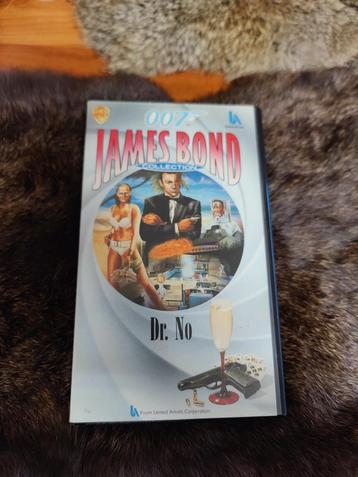 007
JAMES BOND
COLLECTION
Dr. No
From United Artists Corporation